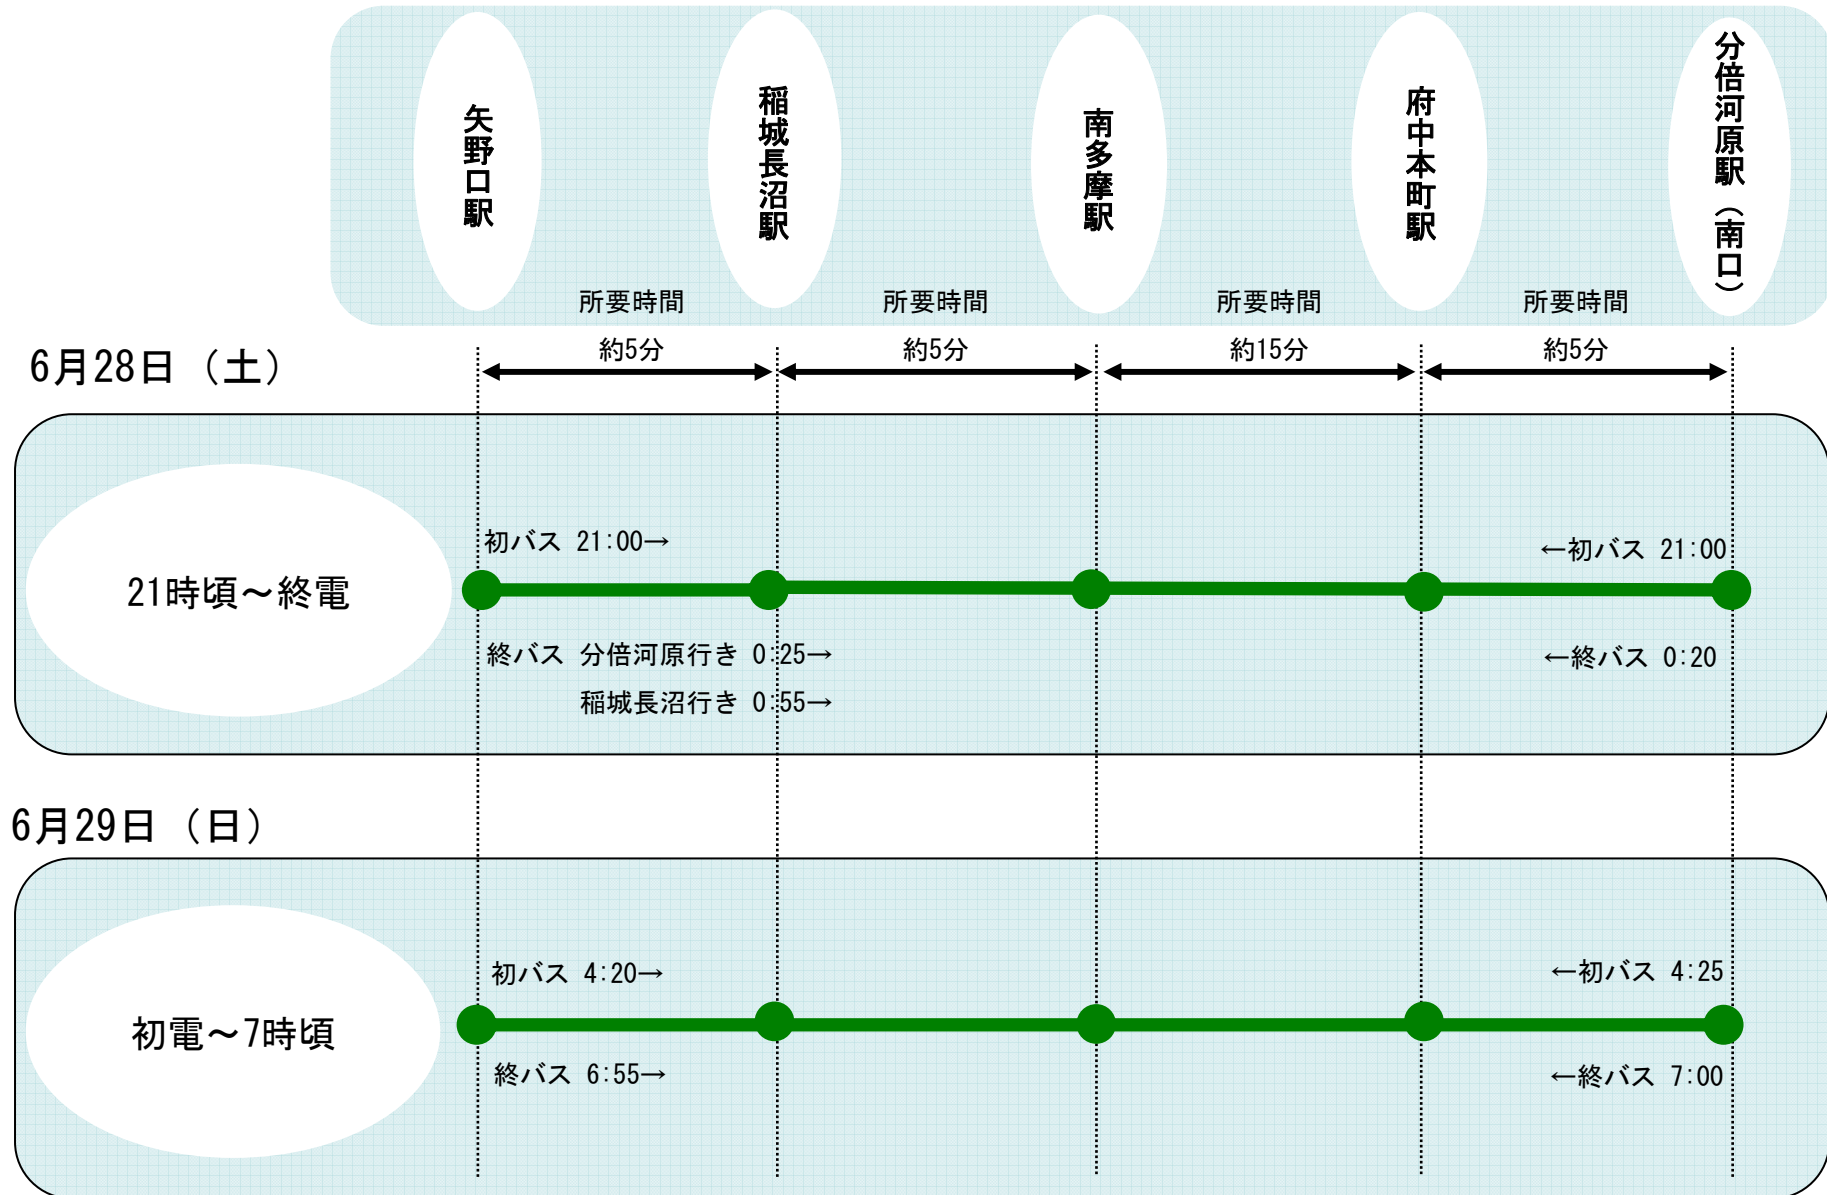 矢野口駅
稲城長沼駅
南多摩駅
府中本町駅
分倍河原駅（南口）
所要時間
所要時間
所要時間
所要時間
6月28日（土）
約5分
約5分
約15分
約5分
初バス 21:00→
←初バス 21:00
21時頃～終電
終バス 分倍河原行き 0:25→
←終バス 0:20
稲城長沼行き 0:55→
6月29日（日）
初バス 4:20→
←初バス 4:25
初電～7時頃
終バス 6:55→
←終バス 7:00